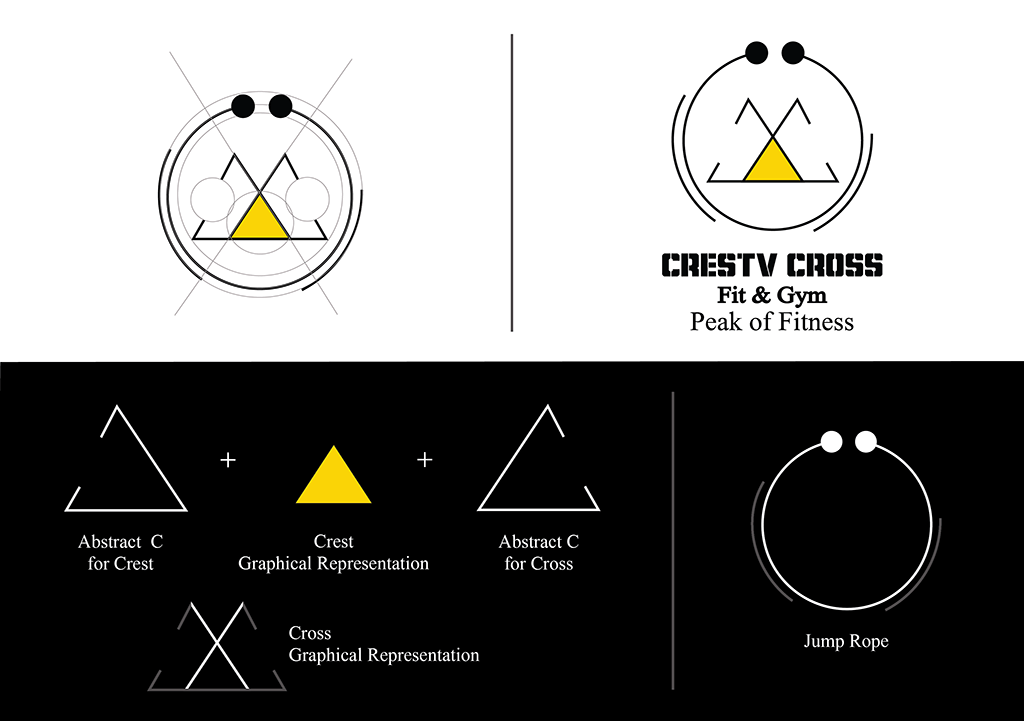 CRESTV CROSS
Fit & Gym
Peak of Fitness
+
+
Abstract C
for Crest
Crest
Graphical Representation
Abstract C
for Cross
Cross
Graphical Representation
Jump Rope